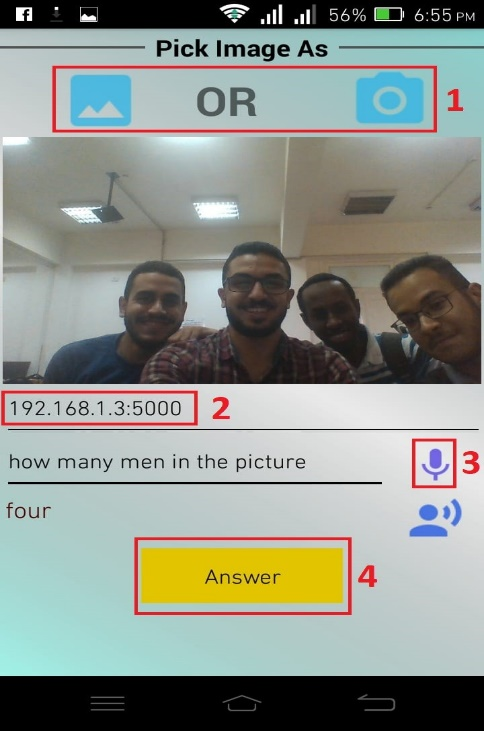 56% 6:55 PM
Pick Image As
OR
1
192.168.1.3:5000
2
how many men in the picture
3
four
Answer
4